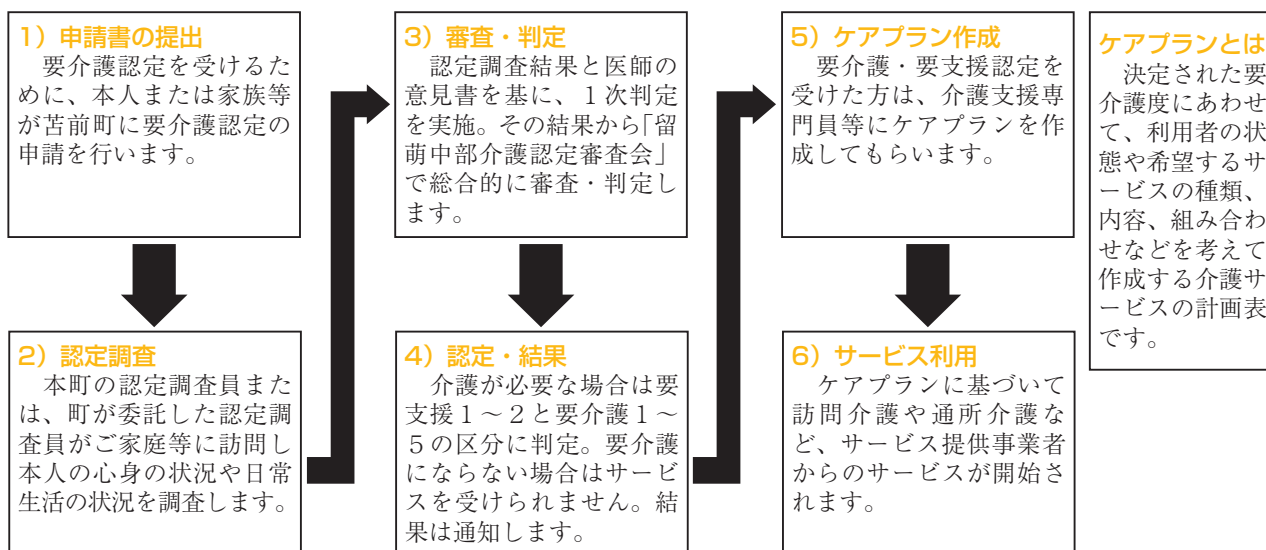 1）申請書の提出
　要介護認定を受けるた
めに、本人または家族等
が苫前町に要介護認定の
申請を行います。
2）認定調査
　本町の認定調査員また
は、町が委託した認定調
査員がご家庭等に訪問し
本人の心身の状況や日常
生活の状況を調査します。
3）審査・判定
　認定調査結果と医師の
意見書を基に、１次判定
を実施。その結果から「留
萌中部介護認定審査会」
で総合的に審査・判定し
ます。
4）認定・結果
　介護が必要な場合は要
支援１～２と要介護１～
５の区分に判定。要介護
にならない場合はサービ
スを受けられません。結
果は通知します。
5）ケアプラン作成
　要介護・要支援認定を
受けた方は、介護支援専
門員等にケアプランを作
成してもらいます。
6）サービス利用
　ケアプランに基づいて
訪問介護や通所介護な
ど、サービス提供事業者
からのサービスが開始さ
れます。
ケアプランとは
　決定された要
介護度にあわせ
て、利用者の状
態や希望するサ
ービスの種類、
内容、組み合わ
せなどを考えて
作成する介護サ
ービスの計画表
です。